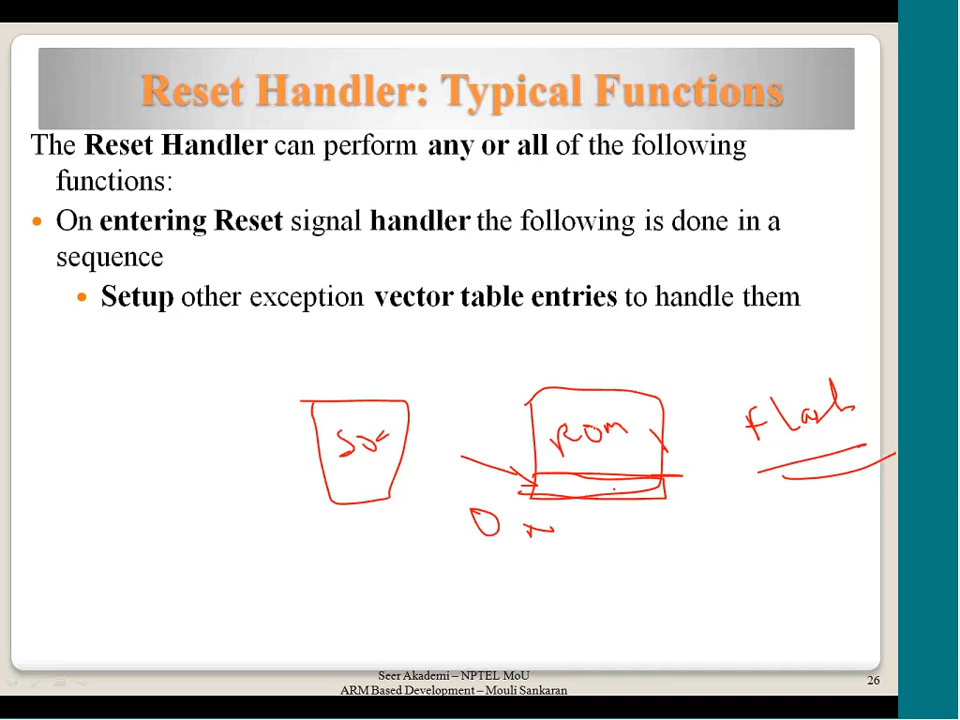 Reset Handler: Typical Functions
The Reset Handler can perform any or all of the following
functions:
• On entering Reset signal handler the following is done in a
sequence
• Setup other exception vector table entries to handle them
SOC
ROM
Flash
0 x
Seer Akademi – NPTEL MoU
ARM Based Development – Mouli Sankaran
26